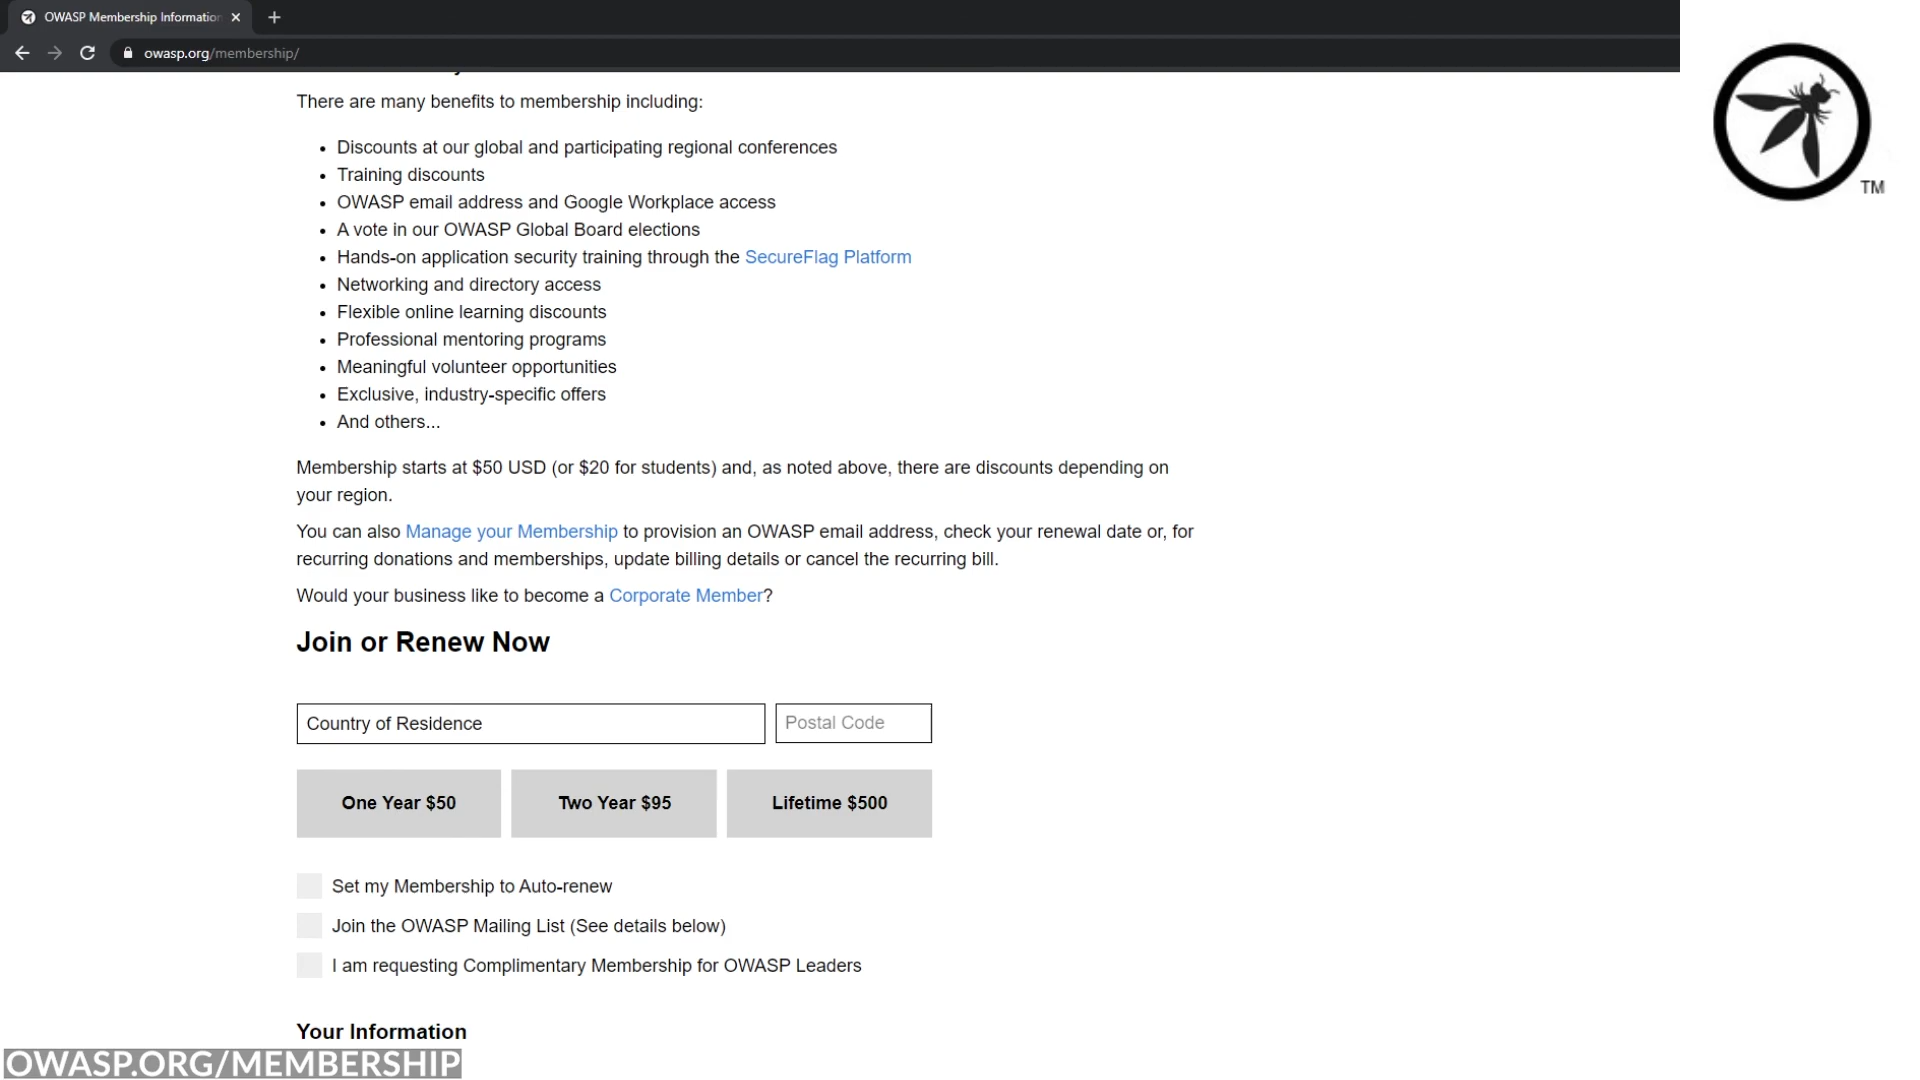 OWASP Membership Information
owasp.org/membership/
TM
There are many benefits to membership including:
Discounts at our global and participating regional conferences
Training discounts
OWASP email address and Google Workplace access
A vote in our OWASP Global Board elections
Hands-on application security training through the SecureFlag Platform
Networking and directory access
Flexible online learning discounts
Professional mentoring programs
Meaningful volunteer opportunities
Exclusive, industry-specific offers
And others...
Membership starts at $50 USD (or $20 for students) and, as noted above, there are discounts depending on
your region.
You can also Manage your Membership to provision an OWASP email address, check your renewal date or, for
recurring donations and memberships, update billing details or cancel the recurring bill.
Would your business like to become a Corporate Member?
Join or Renew Now
Country of Residence
Postal Code
One Year $50
Two Year $95
Lifetime $500
Set my Membership to Auto-renew
Join the OWASP Mailing List (See details below)
I am requesting Complimentary Membership for OWASP Leaders
Your Information
OWASP.ORG/MEMBERSHIP